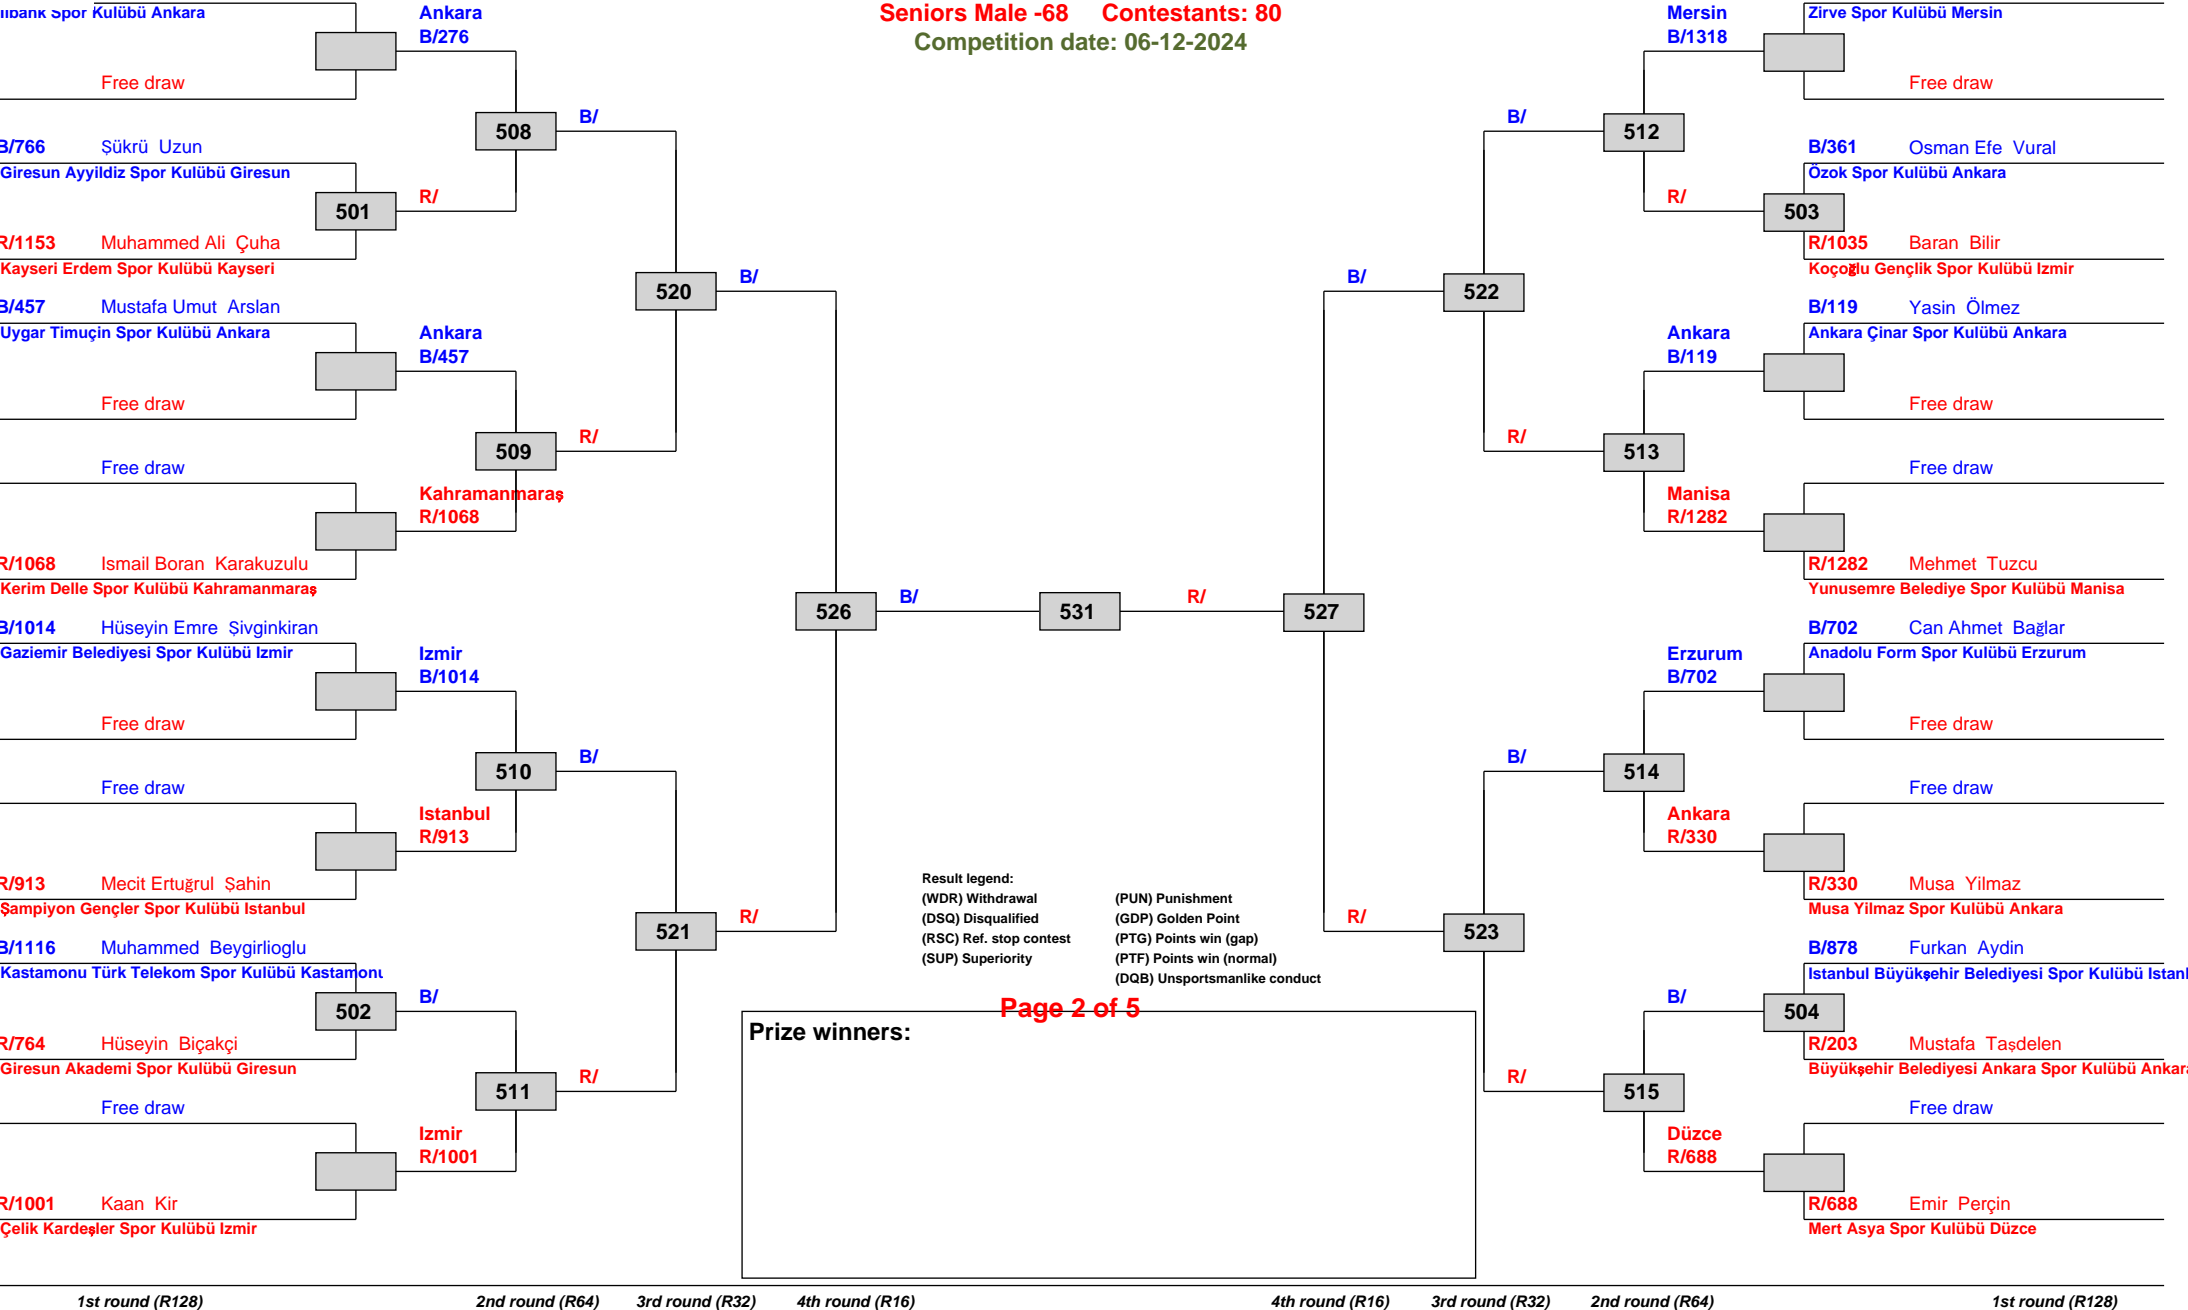 Spor Kulübü Ankara
Free draw
B/766 Şükrü Uzun
Giresun Ayyildiz Spor Kulübü Giresun
501
R/1153 Muhammed Ali Çuha
Kayseri Erdem Spor Kulübü Kayseri
B/457 Mustafa Umut Arslan
Uygar Timuçin Spor Kulübü Ankara
Free draw
Free draw
R/1068 Ismail Boran Karakuzulu
Kerim Delle Spor Kulübü Kahramanmaraş
B/1014 Hüseyin Emre Şivginkiran
Gaziemir Belediyesi Spor Kulübü Izmir
Free draw
Free draw
R/913 Mecit Ertuğrul Şahin
Şampiyon Gençler Spor Kulübü Istanbul
B/1116 Muhammed Beygirlioglu
Kastamonu Türk Telekom Spor Kulübü Kastamonu
502
R/764 Hüseyin Biçakçi
Giresun Akademi Spor Kulübü Giresun
Free draw
R/1001 Kaan Kir
Çelik Kardeşler Spor Kulübü Izmir
Ankara
B/276
508
R/
Ankara
B/457
509
Kahramanmaraş
R/1068
Izmir
B/1014
510
Istanbul
R/913
B/
511
Izmir
R/1001
B/
520
R/
B/
521
R/
B/
526
R/
Seniors Male -68 Contestants: 80
Competition date: 06-12-2024
B/
531
R/
Result legend:
(WDR) Withdrawal
(DSQ) Disqualified
(RSC) Ref. stop contest
(SUP) Superiority
(PUN) Punishment
(GDP) Golden Point
(PTG) Points win (gap)
(PTF) Points win (normal)
(DQB) Unsportsmanlike conduct
Page 2 of 5
Prize winners:
B/
527
R/
B/
522
R/
B/
523
R/
Mersin
B/1318
512
R/
Ankara
B/119
513
Manisa
R/1282
Erzurum
B/702
514
Ankara
R/330
B/
515
Düzce
R/688
Zirve Spor Kulübü Mersin
Free draw
B/361 Osman Efe Vural
Özok Spor Kulübü Ankara
503
R/1035 Baran Bilir
Koçoğlu Gençlik Spor Kulübü Izmir
B/119 Yasin Ölmez
Ankara Çinar Spor Kulübü Ankara
Free draw
Free draw
R/1282 Mehmet Tuzcu
Yunusemre Belediye Spor Kulübü Manisa
B/702 Can Ahmet Bağlar
Anadolu Form Spor Kulübü Erzurum
Free draw
Free draw
R/330 Musa Yilmaz
Musa Yilmaz Spor Kulübü Ankara
B/878 Furkan Aydin
Istanbul Büyükşehir Belediyesi Spor Kulübü
504
R/203 Mustafa Taşdelen
Büyükşehir Belediyesi Ankara Spor Kulübü Ankara
Free draw
R/688 Emir Perçin
Mert Asya Spor Kulübü Düzce
1st round (R128) 2nd round (R64) 3rd round (R32) 4th round (R16) 4th round (R16) 3rd round (R32) 2nd round (R64) 1st round (R128)